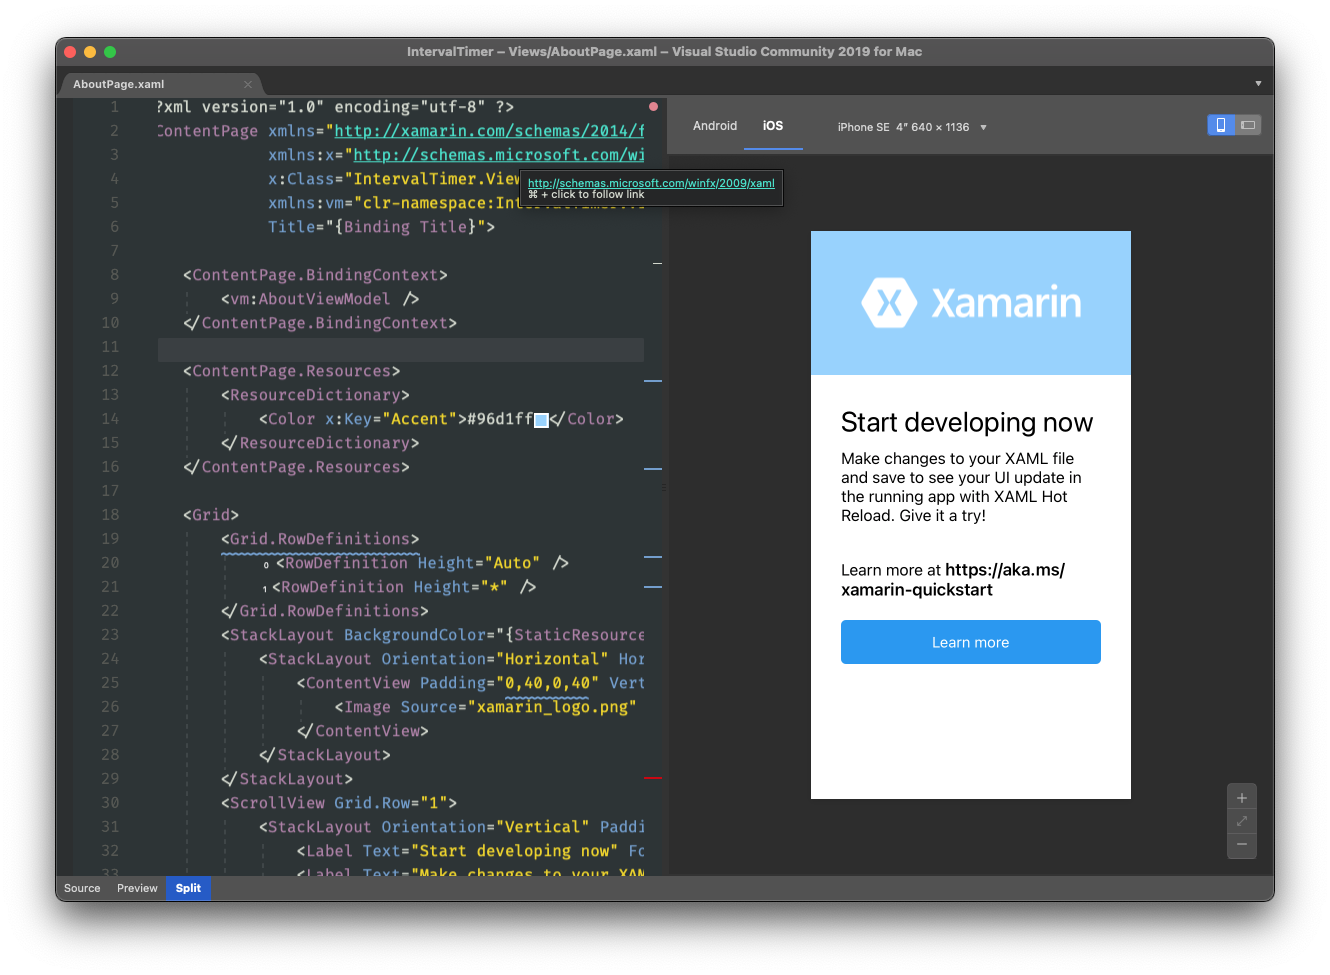 IntervalTimer – Views/AboutPage.xaml – Visual Studio Community 2019 for Mac
AboutPage.xaml
1 ?xml version="1.0" encoding="utf-8" ?>
2 ContentPage xmlns="http://xamarin.com/schemas/2014/f
3 xmlns:x="http://schemas.microsoft.com/wi
4 x:Class="IntervalTimer.View
5 xmlns:vm="clr-namespace:IntervalTimer.V
6 Title="{Binding Title}">
7
8 <ContentPage.BindingContext>
9 <vm:AboutViewModel />
10 </ContentPage.BindingContext>
11
12 <ContentPage.Resources>
13 <ResourceDictionary>
14 <Color x:Key="Accent">#96d1ff</Color>
15 </ResourceDictionary>
16 </ContentPage.Resources>
17
18 <Grid>
19 <Grid.RowDefinitions>
20 0 <RowDefinition Height="Auto" />
21 1 <RowDefinition Height="*" />
22 </Grid.RowDefinitions>
23 <StackLayout BackgroundColor="{StaticResource
24 <StackLayout Orientation="Horizontal" Hor
25 <ContentView Padding="0,40,0,40" Vert
26 <Image Source="xamarin_logo.png"
27 </ContentView>
28 </StackLayout>
29 </StackLayout>
30 <ScrollView Grid.Row="1">
31 <StackLayout Orientation="Vertical" Paddi
32 <Label Text="Start developing now" Fo
33 <Label Text="Make changes to your XAM
http://schemas.microsoft.com/winfx/2009/xaml
⌘ + click to follow link
Android iOS iPhone SE 4" 640 × 1136
Xamarin
Start developing now
Make changes to your XAML file
and save to see your UI update in
the running app with XAML Hot
Reload. Give it a try!
Learn more at https://aka.ms/
xamarin-quickstart
Learn more
Source Preview Split